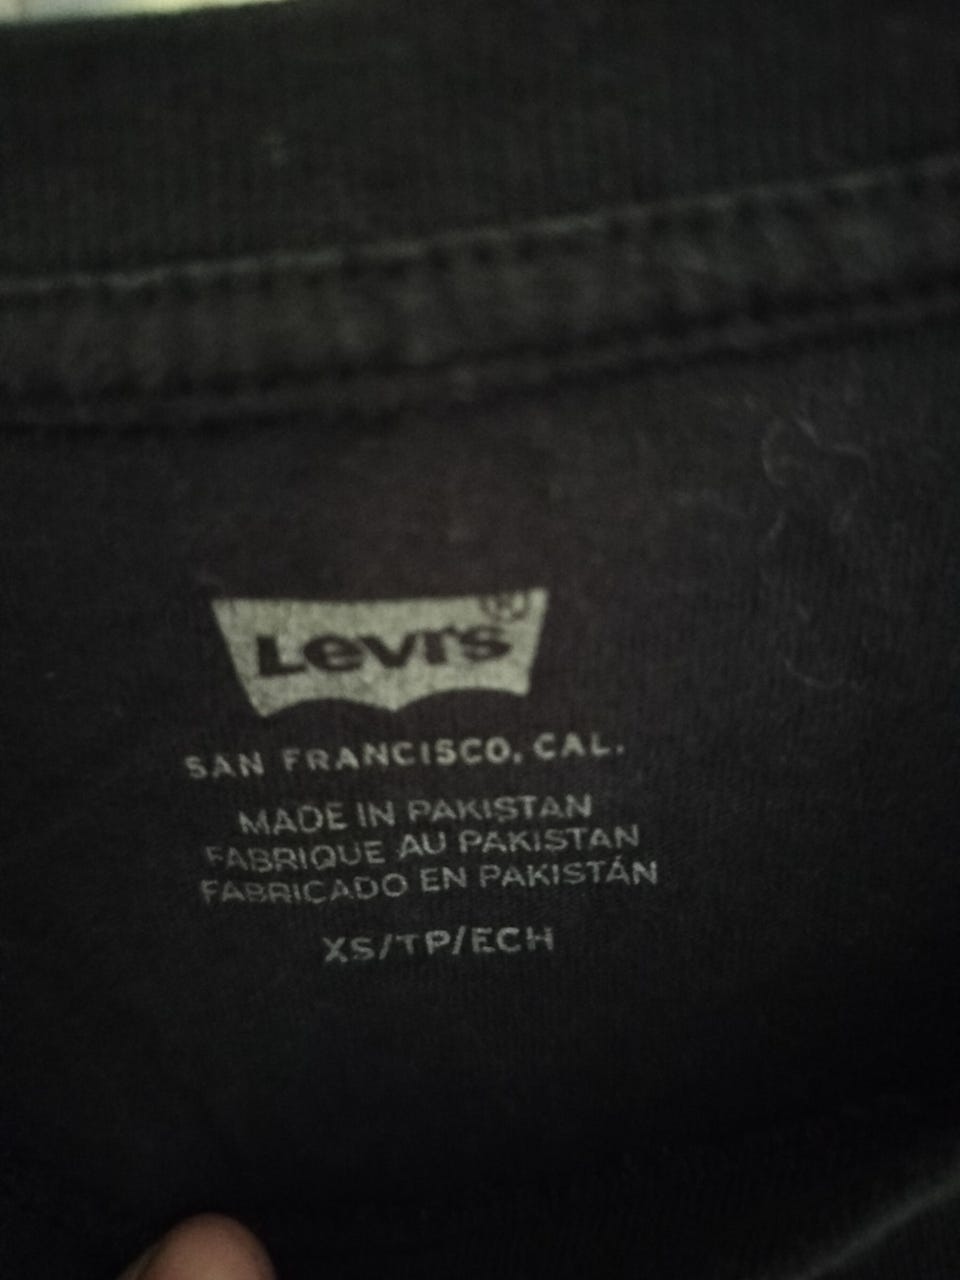 Levi's®
SAN FRANCISCO, CAL.
MADE IN PAKISTAN
FABRIQUE AU PAKISTAN
FABRICADO EN PAKISTÁN
XS/TP/ECH